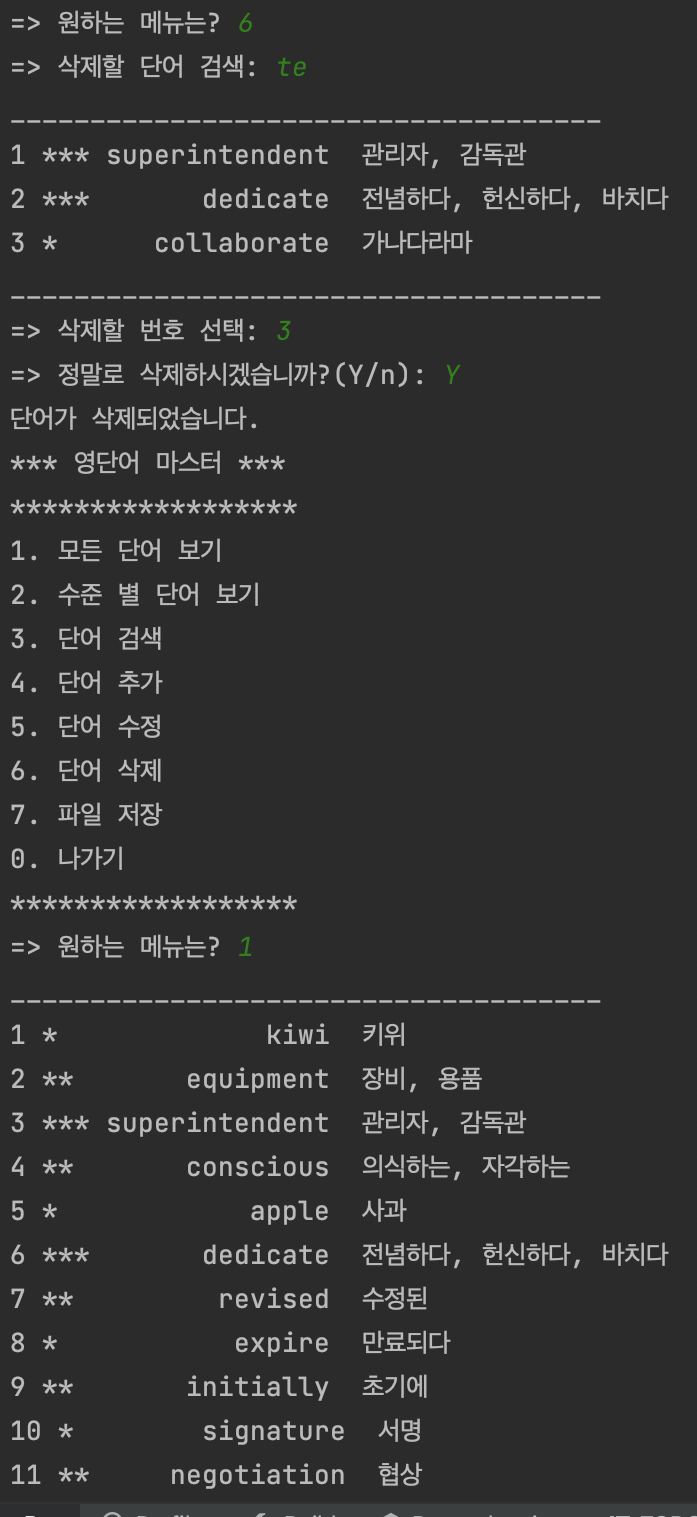 => 원하는 메뉴는? 6
=> 삭제할 단어 검색: te
-------------------------------------
1 *** superintendent  관리자, 감독관
2 ***       dedicate  전념하다, 헌신하다, 바치다
3 *      collaborate  가나다라마
-------------------------------------
=> 삭제할 번호 선택: 3
=> 정말로 삭제하시겠습니까?(Y/n): Y
단어가 삭제되었습니다.
*** 영단어 마스터 ***
******************
1. 모든 단어 보기
2. 수준 별 단어 보기
3. 단어 검색
4. 단어 추가
5. 단어 수정
6. 단어 삭제
7. 파일 저장
0. 나가기
******************
=> 원하는 메뉴는? 1
-------------------------------------
1 *             kiwi  키위
2 **       equipment  장비, 용품
3 *** superintendent  관리자, 감독관
4 **       conscious  의식하는, 자각하는
5 *            apple  사과
6 ***       dedicate  전념하다, 헌신하다, 바치다
7 **         revised  수정된
8 *           expire  만료되다
9 **       initially  초기에
10 *        signature  서명
11 **     negotiation  협상